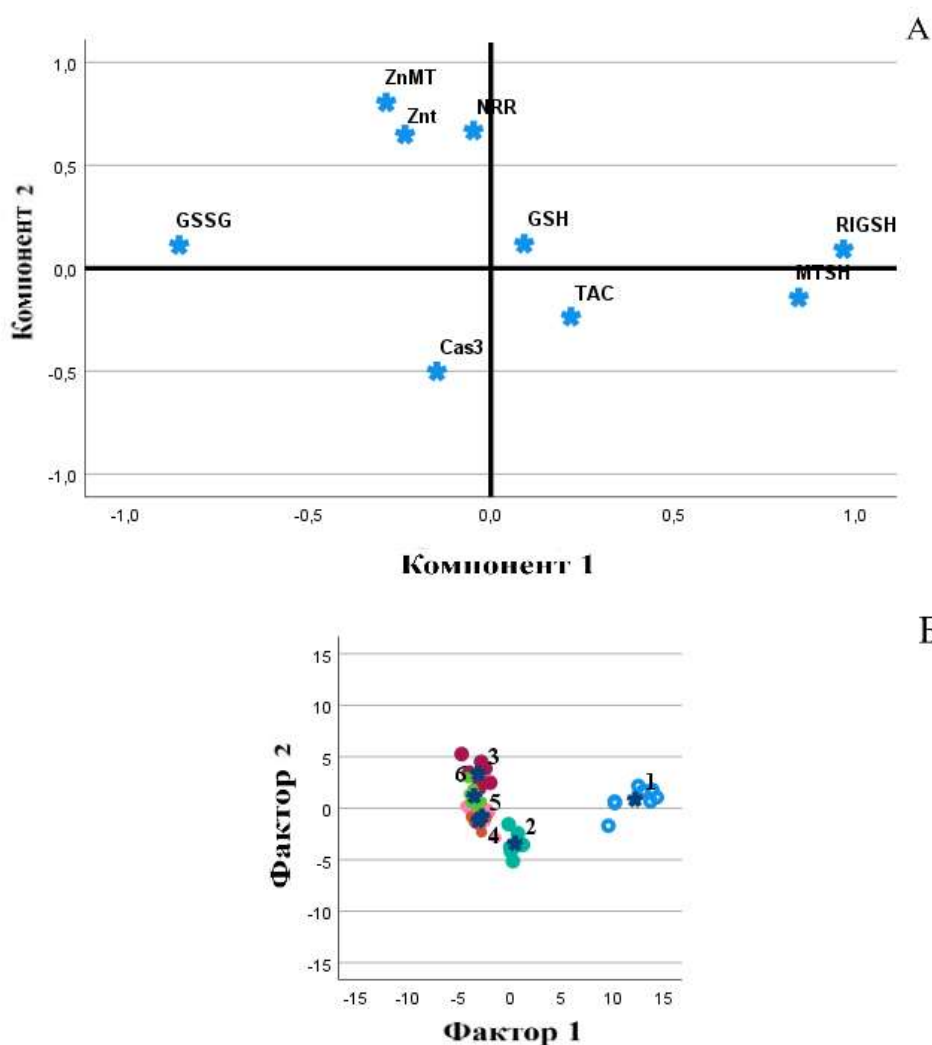 А
1,0
ZnMT
NRR
Znt
0,5
GSSG
GSH
RIGSH
0,0
MTSH
TAC
Cas3
-0,5
-1,0
Компонент 2
-1,0 -0,5 0,0 0,5 1,0
Компонент 1
15
10
5
3
6
1
5
0
2
4
-5
-10
-15
Фактор 2
-15 -10 -5 0 5 10 15
Фактор 1